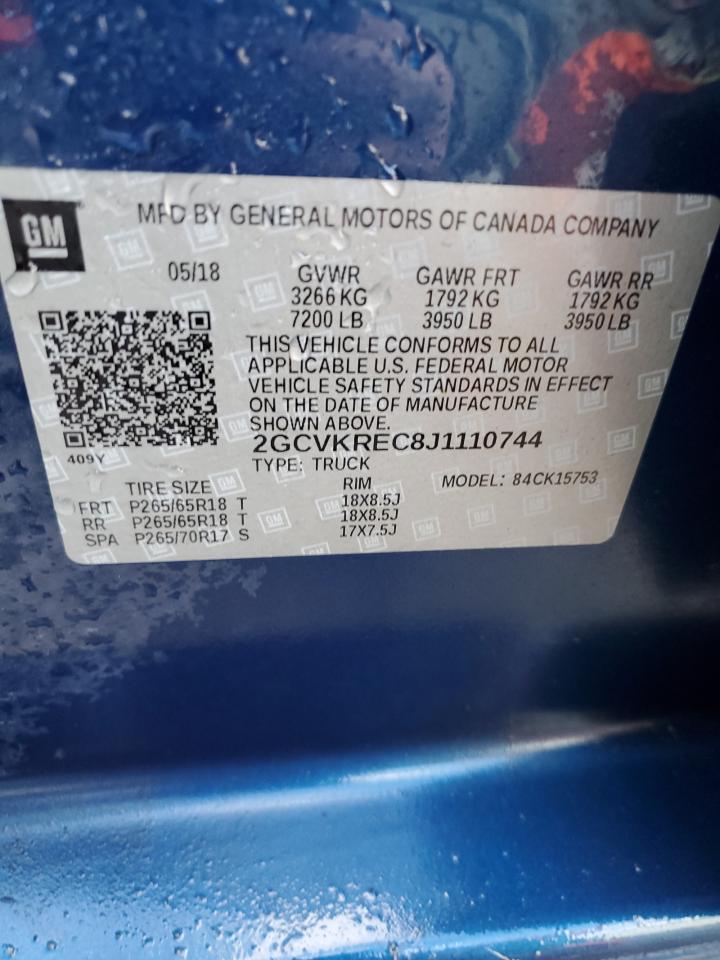 GM
MFD BY GENERAL MOTORS OF CANADA COMPANY
05/18 GVWR GAWR FRT GAWR RR
3266 KG 1792 KG 1792 KG
7200 LB 3950 LB 3950 LB
THIS VEHICLE CONFORMS TO ALL
APPLICABLE U.S. FEDERAL MOTOR
VEHICLE SAFETY STANDARDS IN EFFECT
ON THE DATE OF MANUFACTURE
SHOWN ABOVE.
2GCVKREC8J1110744
409Y
TYPE: TRUCK
MODEL: 84CK15753
TIRE SIZE RIM
FRT P265/65R18 T 18X8.5J
RR P265/65R18 T 18X8.5J
SPA P265/70R17 S 17X7.5J